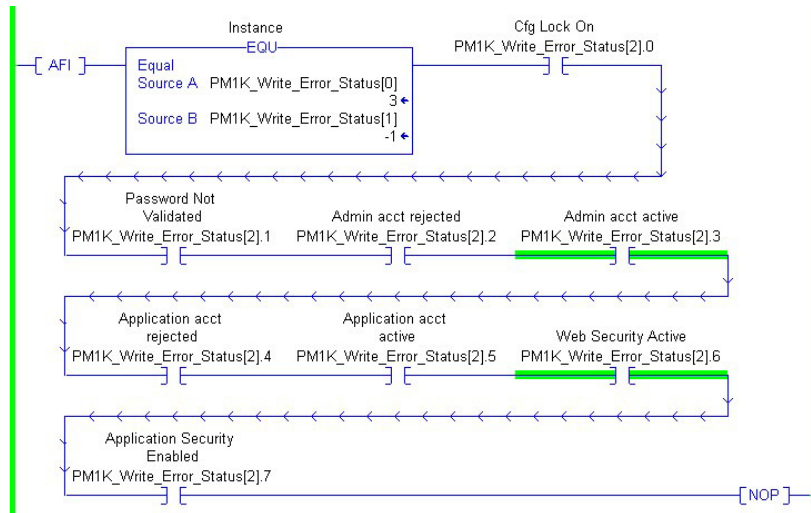 Instance
EQU
Equal
Source A PM1K_Write_Error_Status[0]
3
Source B PM1K_Write_Error_Status[1]
-1
AFI
Cfg Lock On
PM1K_Write_Error_Status[2].0
Password Not
Validated
PM1K_Write_Error_Status[2].1
Admin acct rejected
PM1K_Write_Error_Status[2].2
Admin acct active
PM1K_Write_Error_Status[2].3
Application acct
rejected
PM1K_Write_Error_Status[2].4
Application acct
active
PM1K_Write_Error_Status[2].5
Web Security Active
PM1K_Write_Error_Status[2].6
Application Security
Enabled
PM1K_Write_Error_Status[2].7
NOP